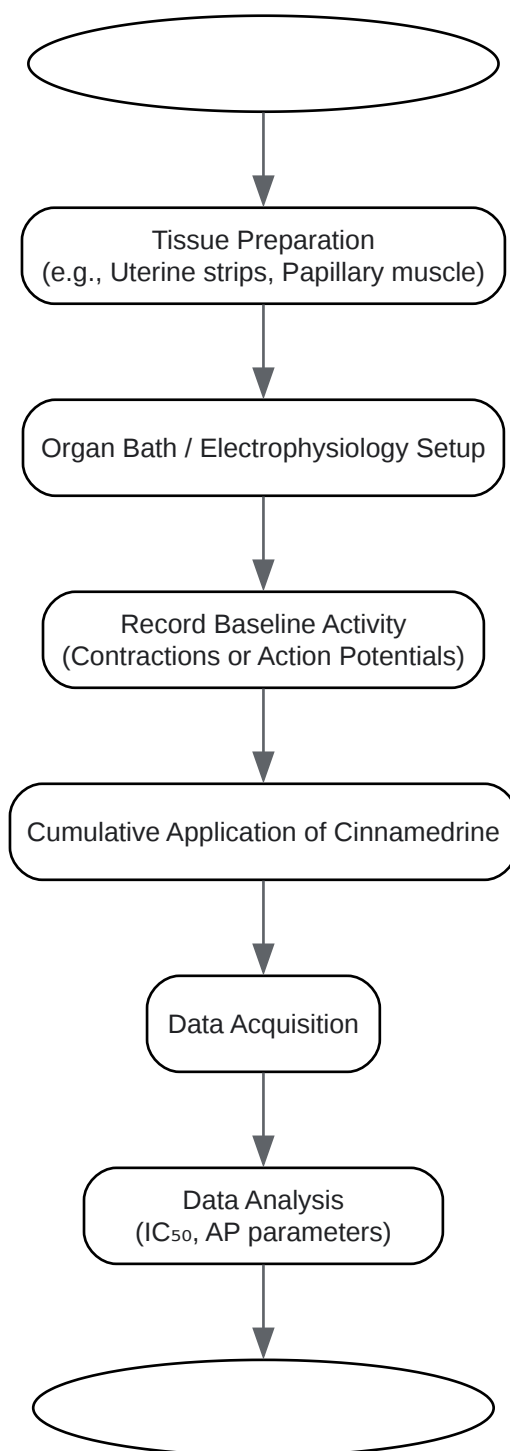 Tissue Preparation
(e.g., Uterine strips, Papillary muscle)
Organ Bath / Electrophysiology Setup
Record Baseline Activity
(Contractions or Action Potentials)
Cumulative Application of Cinnamedrine
Data Acquisition
Data Analysis
(IC₅₀, AP parameters)